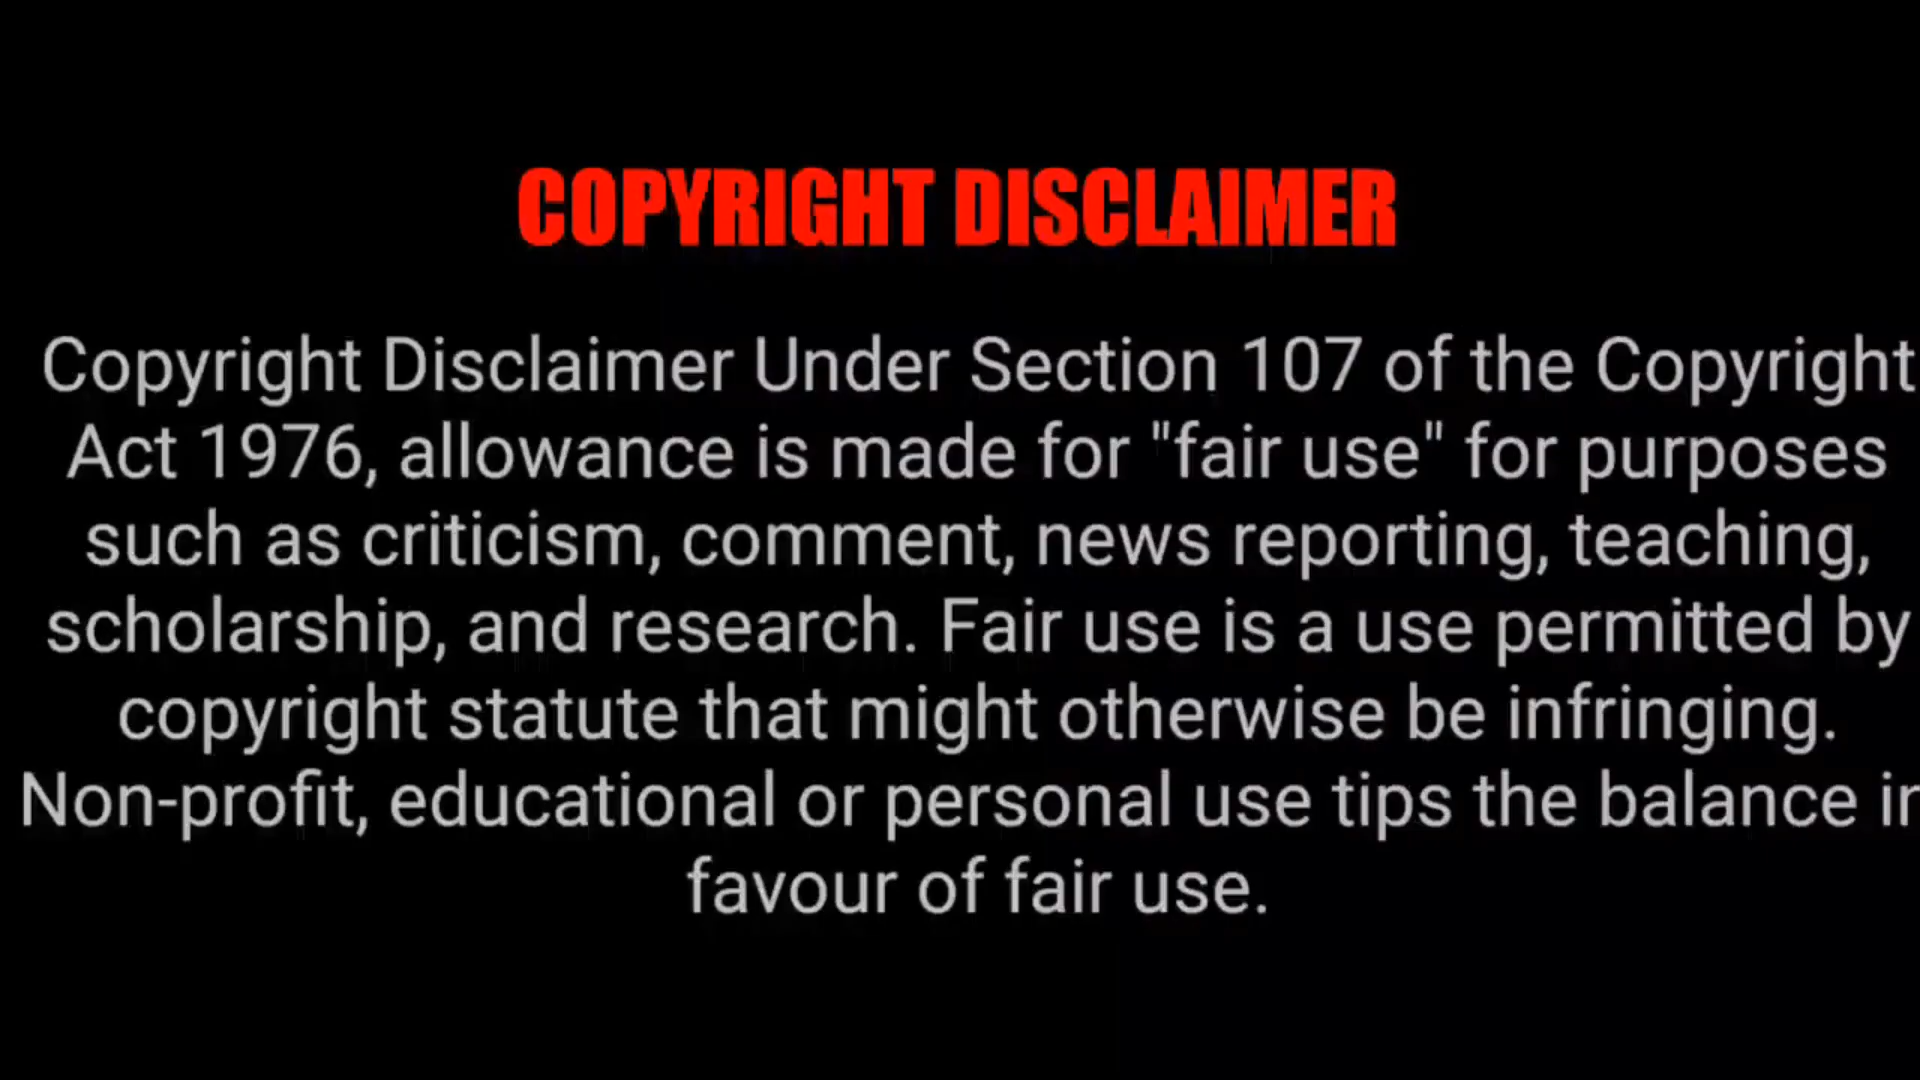 COPYRIGHT DISCLAIMER
Copyright Disclaimer Under Section 107 of the Copyright
Act 1976, allowance is made for "fair use" for purposes
such as criticism, comment, news reporting, teaching,
scholarship, and research. Fair use is a use permitted by
copyright statute that might otherwise be infringing.
Non-profit, educational or personal use tips the balance in
favour of fair use.